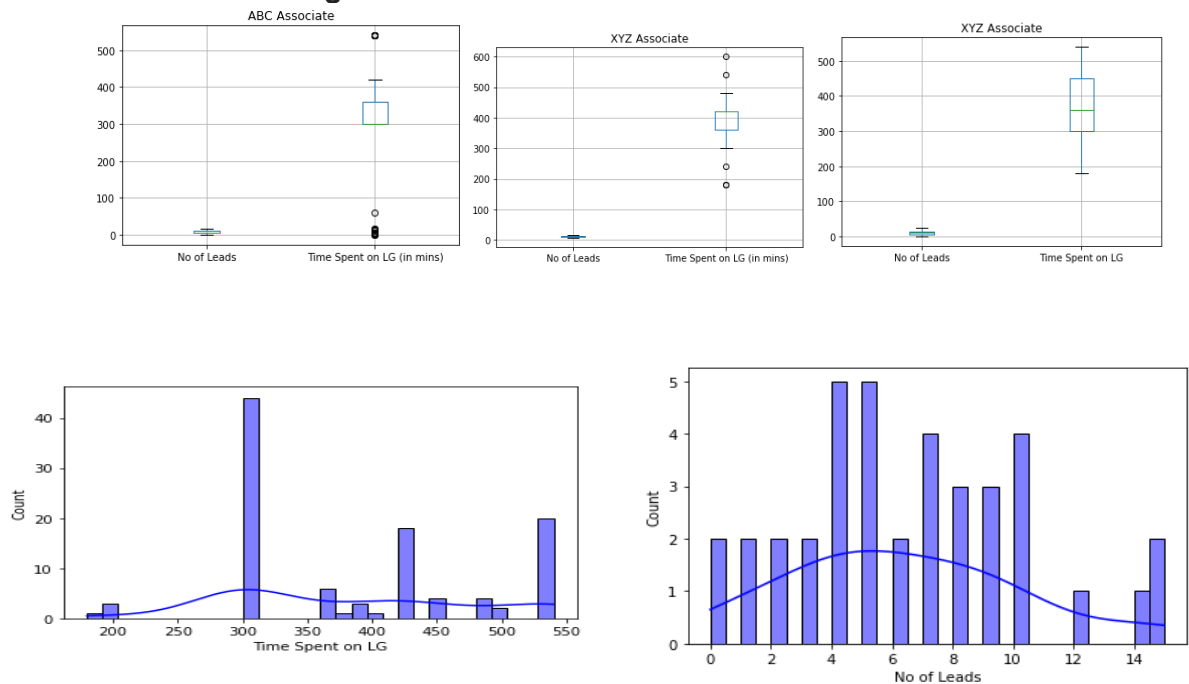 ABC Associate
500
400
300
200
100
0
No of Leads
Time Spent on LG (in mins)
XYZ Associate
600
500
400
300
200
100
0
No of Leads
Time Spent on LG (in mins)
XYZ Associate
500
400
300
200
100
0
No of Leads
Time Spent on LG
Count
40
30
20
10
0
200 250 300 350 400 450 500 550
Time Spent on LG
Count
5
4
3
2
1
0
0 2 4 6 8 10 12 14
No of Leads